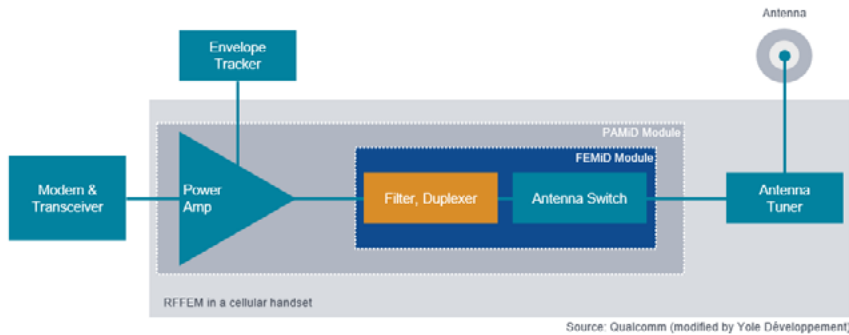 Antenna
Envelope
Tracker
PAMiD Module
FEMiD Module
Modem &
Transceiver
Power
Amp
Filter, Duplexer
Antenna Switch
Antenna
Tuner
RFFEM in a cellular handset
Source: Qualcomm (modified by Yole Développement)